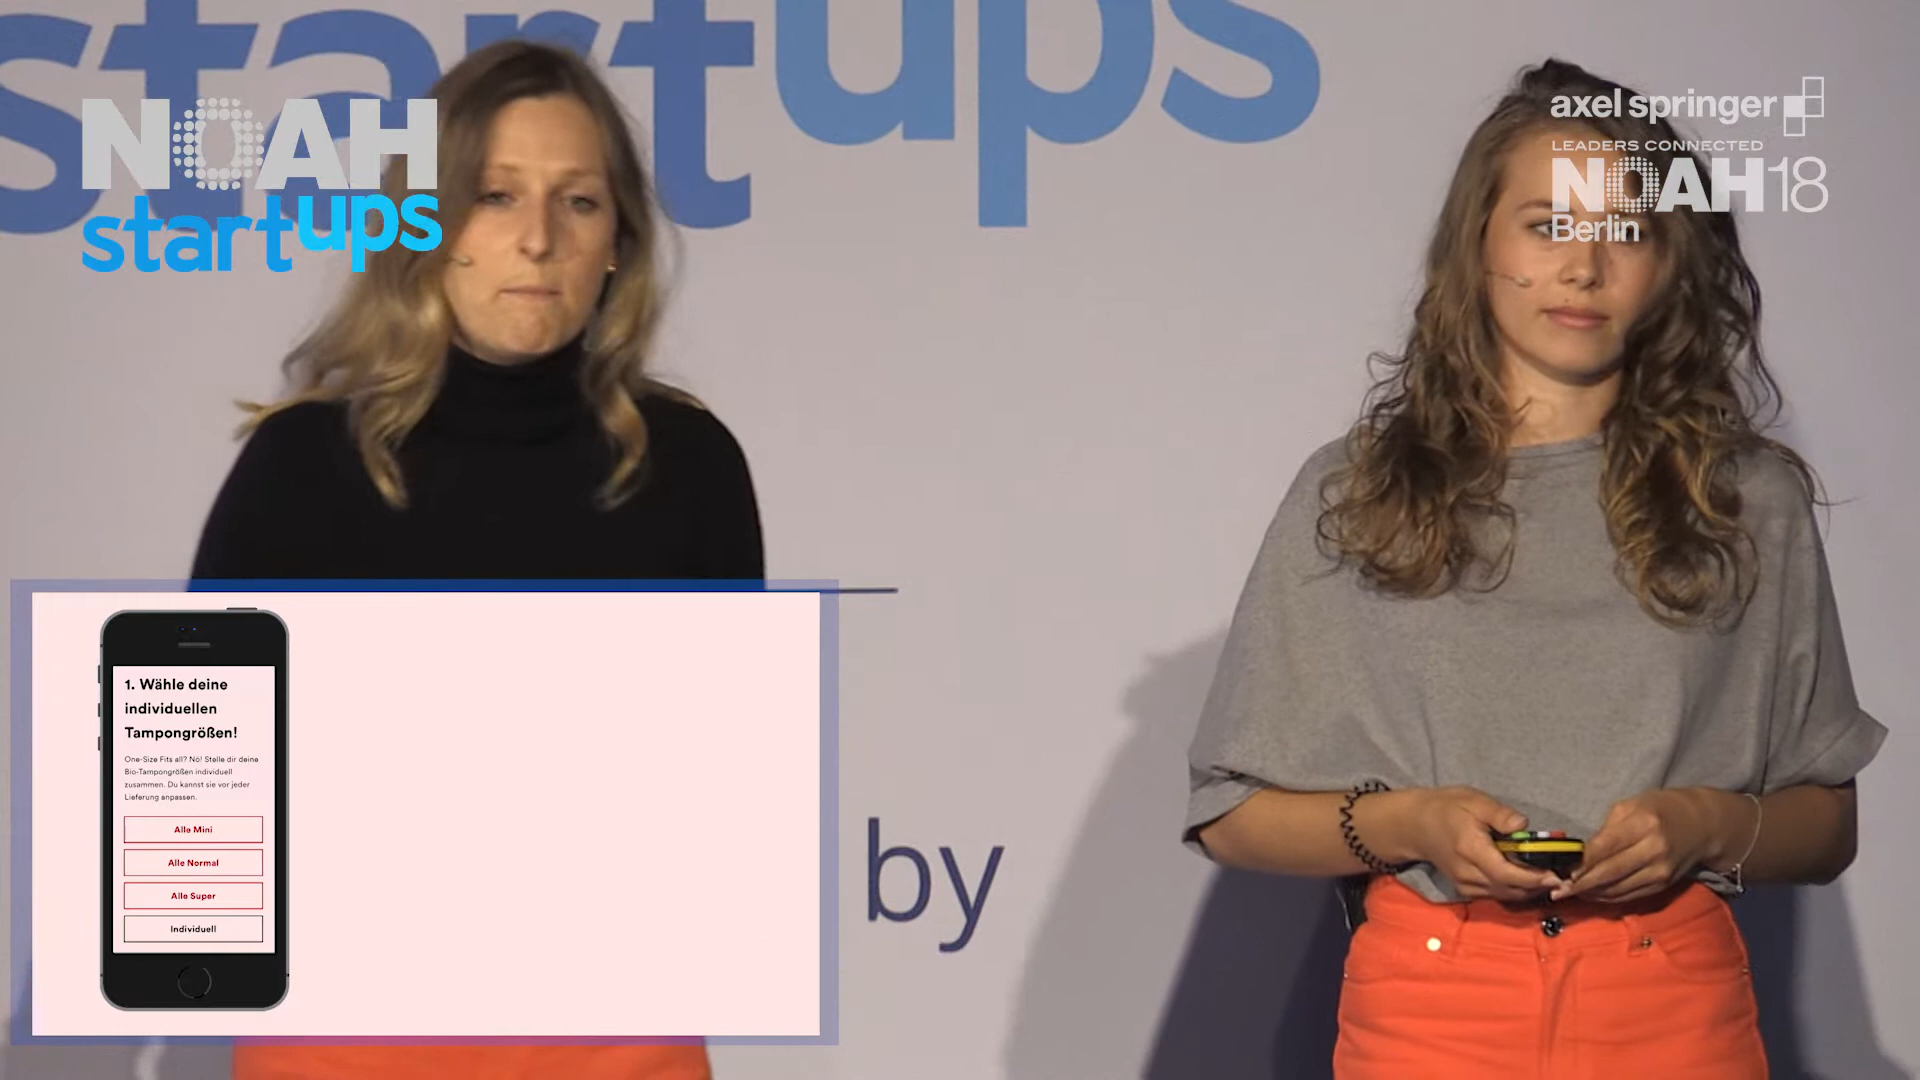 startups
NOAH
startups
axel springer
LEADERS CONNECTED
NOAH18
Berlin
1. Wähle deine
individuellen
Tampongrößen!
One-Size Fits all? Nö! Stelle dir deine
Bio-Tampongrößen individuell
zusammen. Du kannst sie vor jeder
Lieferung anpassen.
Alle Mini
Alle Normal
Alle Super
Individuell
by